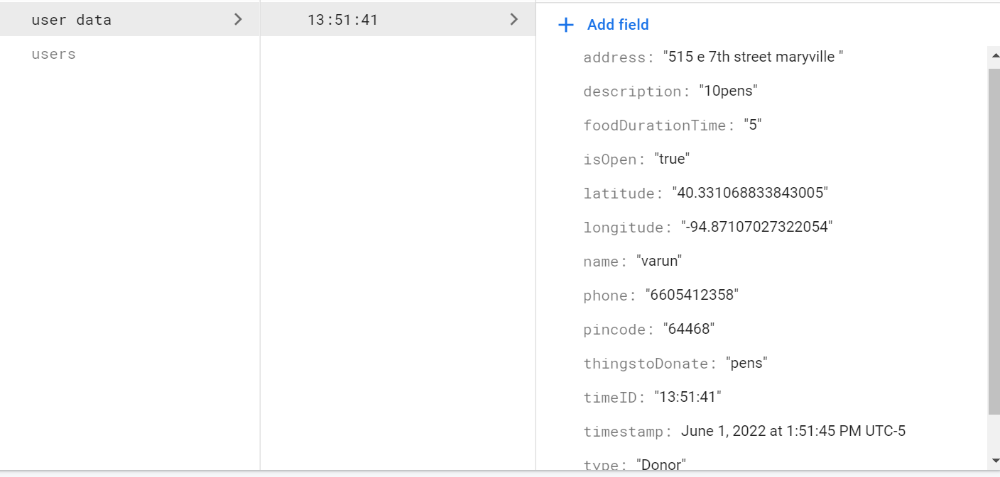 user data
users
13:51:41
Add field
address: "515 e 7th street maryville "
description: "10pens"
foodDurationTime: "5"
isOpen: "true"
latitude: "40.331068833843005"
longitude: "-94.87107027322054"
name: "varun"
phone: "6605412358"
pincode: "64468"
thingstoDonate: "pens"
timeID: "13:51:41"
timestamp: June 1, 2022 at 1:51:45 PM UTC-5
type: "Donor"